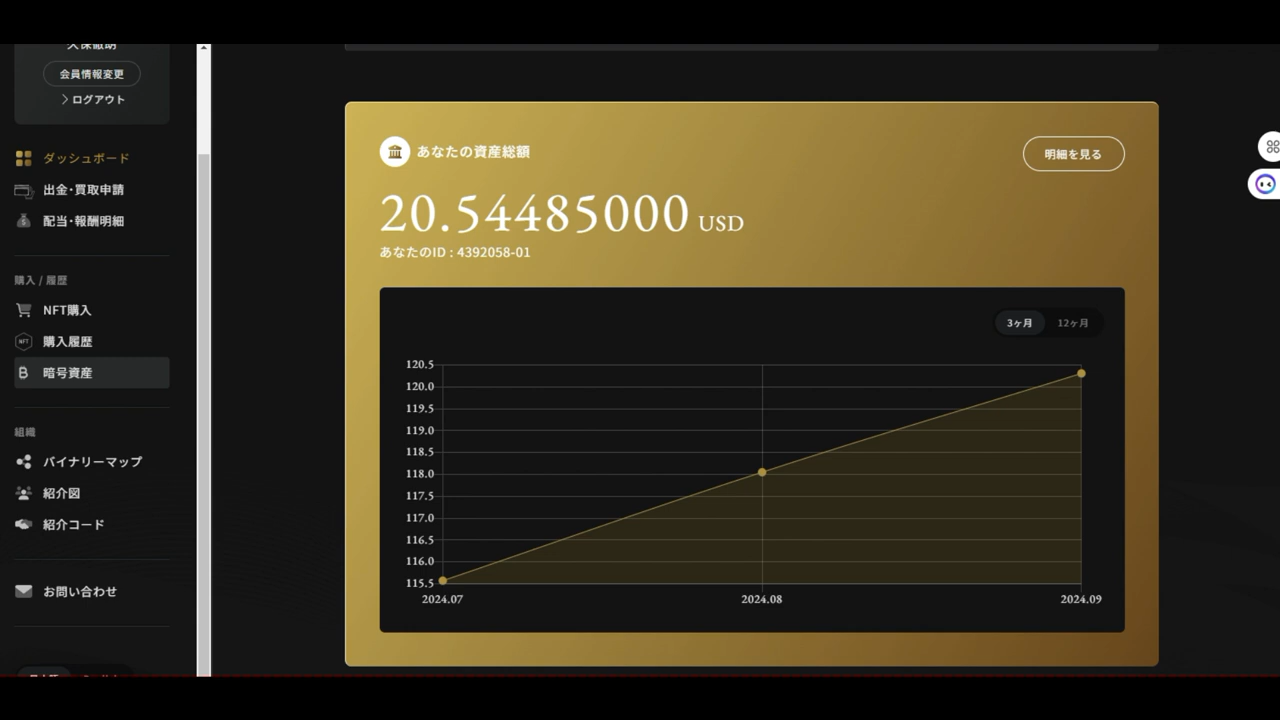 会員情報変更
ログアウト
ダッシュボード
出金・買取申請
配当・報酬明細
購入 / 履歴
NFT購入
NFT
購入履歴
暗号資産
組織
バイナリーマップ
紹介図
紹介コード
お問い合わせ
あなたの資産総額
明細を見る
20.54485000 USD
あなたのID : 4392058-01
3ヶ月
12ヶ月
120.5
120.0
119.5
119.0
118.5
118.0
117.5
117.0
116.5
116.0
115.5
2024.07
2024.08
2024.09